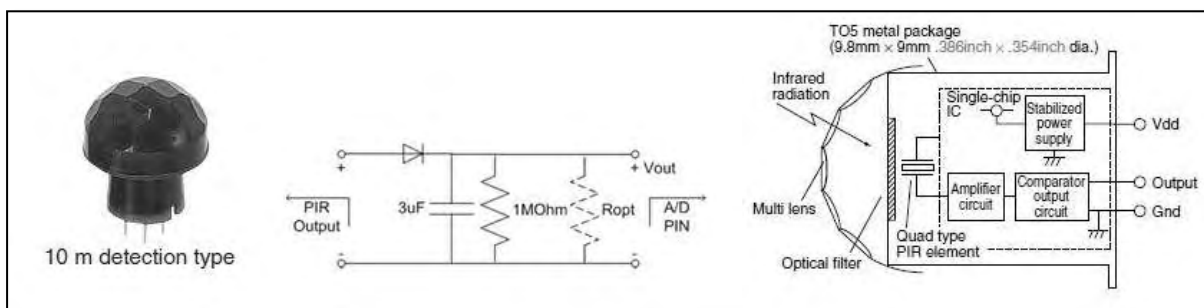 10 m detection type
+
PIR
Output
-
3uF
1MOhm
Ropt
+
Vout
A/D
PIN
-
TO5 metal package
(9.8mm × 9mm .386inch × .354inch dia.)
Infrared
radiation
Single-chip
IC
Stabilized
power
supply
Vdd
Amplifier
circuit
Comparator
output
circuit
Output
Gnd
Multi lens
Quad type
PIR element
Optical filter